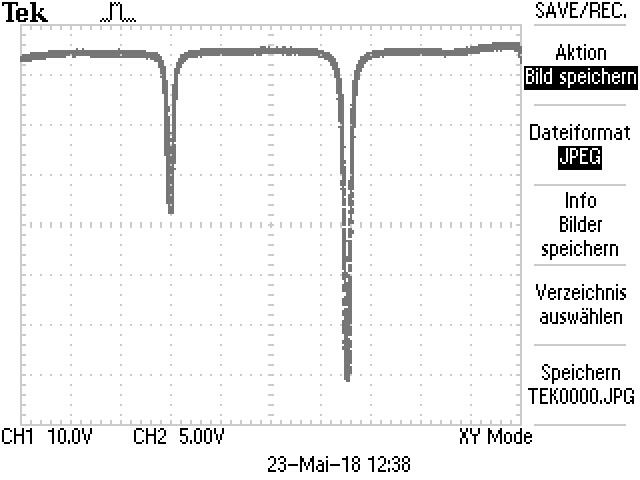 Tek
SAVE/REC.
Aktion
Bild speichern
Dateiformat
JPEG
Info
Bilder
speichern
Verzeichnis
auswählen
Speichern
TEK0000.JPG
CH1 10.0V CH2 5.00V XY Mode
23-Mai-18 12:38